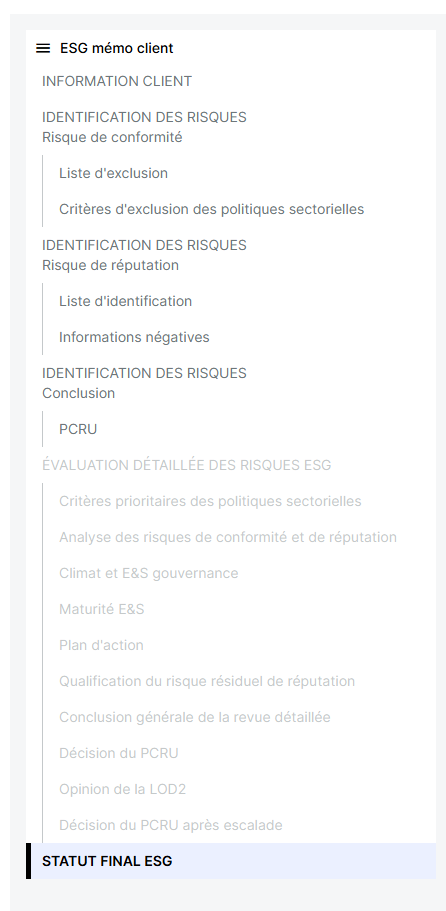 ESG mémo client
INFORMATION CLIENT
IDENTIFICATION DES RISQUES
Risque de conformité
Liste d'exclusion
Critères d'exclusion des politiques sectorielles
IDENTIFICATION DES RISQUES
Risque de réputation
Liste d'identification
Informations négatives
IDENTIFICATION DES RISQUES
Conclusion
PCRU
ÉVALUATION DÉTAILLÉE DES RISQUES ESG
Critères prioritaires des politiques sectorielles
Analyse des risques de conformité et de réputation
Climat et E&S gouvernance
Maturité E&S
Plan d'action
Qualification du risque résiduel de réputation
Conclusion générale de la revue détaillée
Décision du PCRU
Opinion de la LOD2
Décision du PCRU après escalade
STATUT FINAL ESG